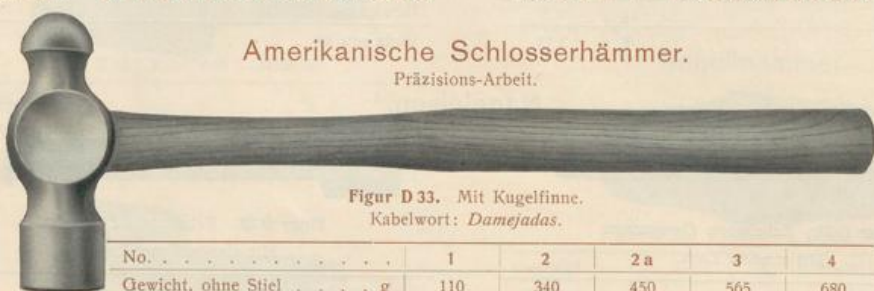 Amerikanische Schlosserhämmer.
Präzisions-Arbeit.
Figur D 33. Mit Kugelfinne.
Kabelwort: Damejadas.
No. . . . . . . . . . . . . 1 2 2 a 3 4
Gewicht, ohne Stiel . . . . g 110 340 450 565 680